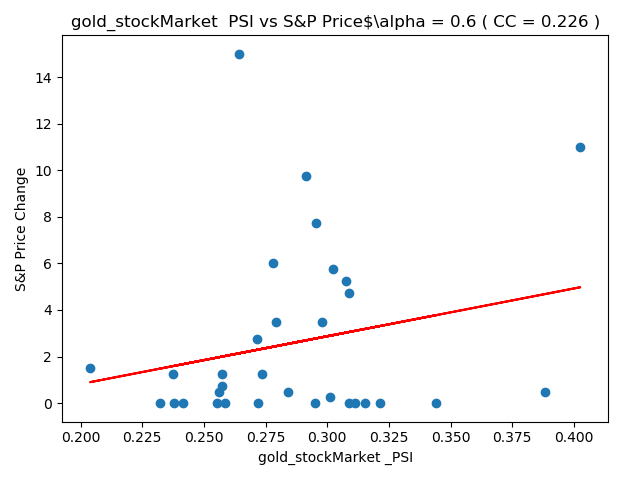 gold_stockMarket  PSI vs S&P Price$\alpha = 0.6 ( CC = 0.226 )
14
12
10
8
6
4
2
0
S&P Price Change
0.200 0.225 0.250 0.275 0.300 0.325 0.350 0.375 0.400
gold_stockMarket _PSI